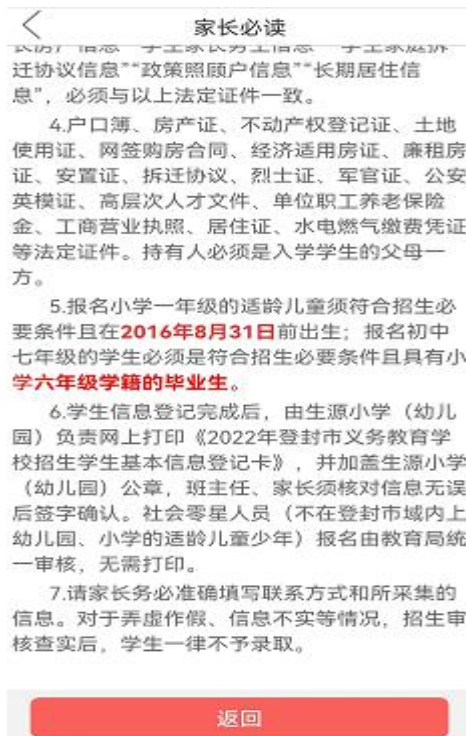 家长必读
迁协议信息”“政策照顾户信息”“长期居住信
息”，必须与以上法定证件一致。
4.户口簿、房产证、不动产权登记证、土地
使用证、网签购房合同、经济适用房证、廉租房
证、安置证、拆迁协议、烈士证、军官证、公安
英模证、高层次人才文件、单位职工养老保险
金、工商营业执照、居住证、水电燃气缴费凭证
等法定证件。持有人必须是入学学生的父母一
方。
5.报名小学一年级的适龄儿童须符合招生必
要条件且在2016年8月31日前出生；报名初中
七年级的学生必须是符合招生必要条件且具有小
学六年级学籍的毕业生。
6.学生信息登记完成后，由生源小学（幼儿
园）负责网上打印《2022年登封市义务教育学
校招生学生基本信息登记卡》，并加盖生源小学
（幼儿园）公章，班主任、家长须核对信息无误
后签字确认。社会零星人员（不在登封市域内上
幼儿园、小学的适龄儿童少年）报名由教育局统
一审核，无需打印。
7.请家长务必准确填写联系方式和所采集的
信息。对于弄虚作假、信息不实等情况，招生审
核查实后，学生一律不予录取。
返回